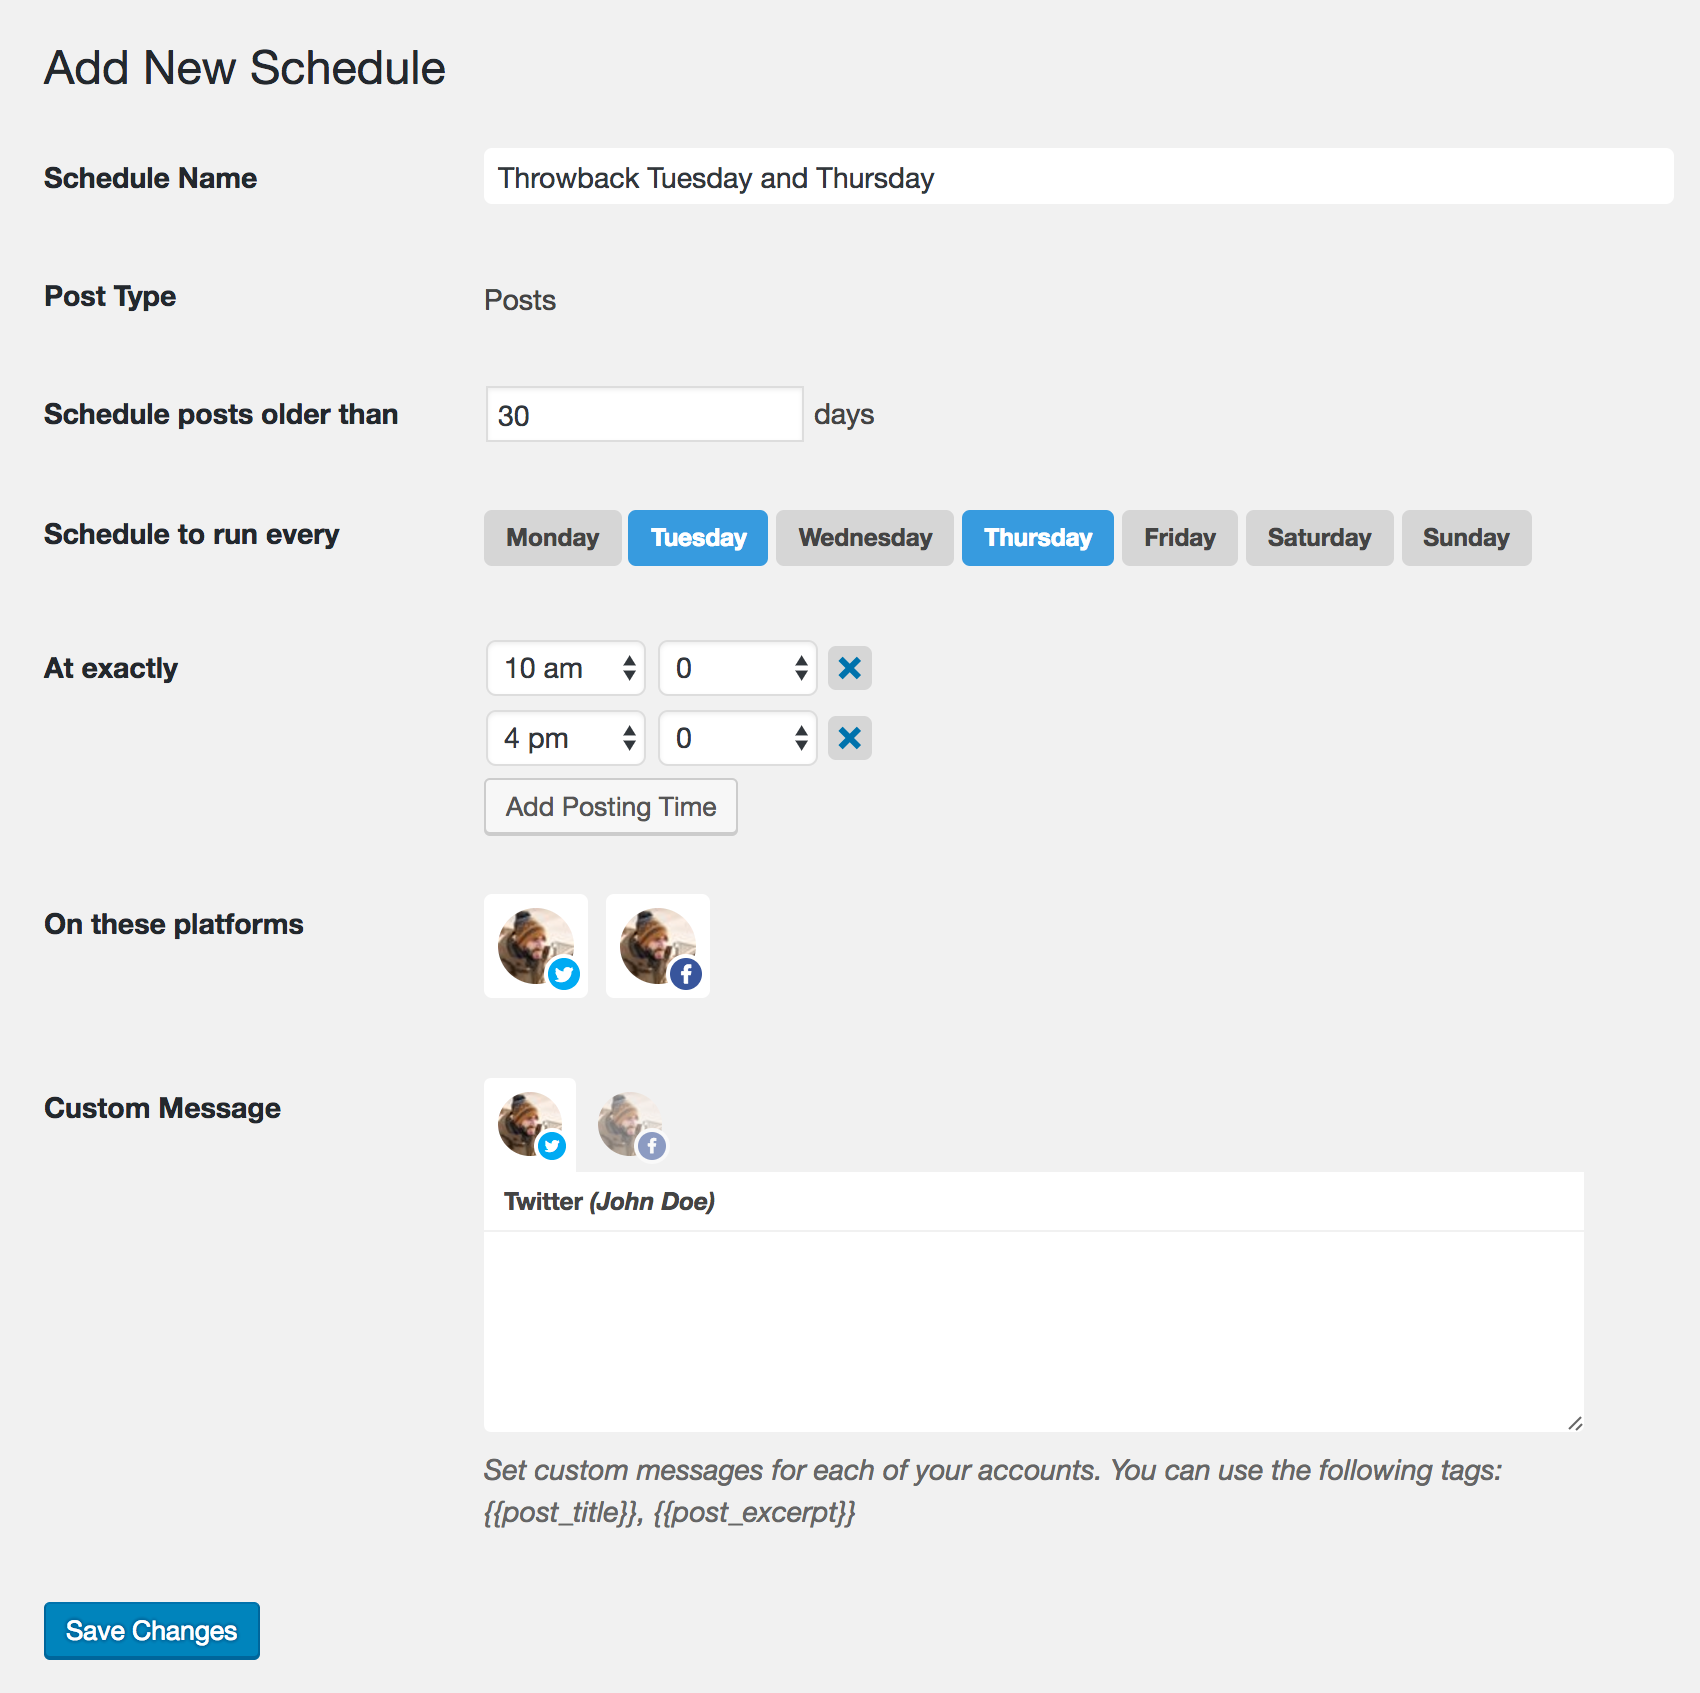 Add New Schedule
Schedule Name
Throwback Tuesday and Thursday
Post Type
Posts
Schedule posts older than
30
days
Schedule to run every
Monday
Tuesday
Wednesday
Thursday
Friday
Saturday
Sunday
At exactly
10 am
0
4 pm
0
Add Posting Time
On these platforms
Custom Message
Twitter (John Doe)
Set custom messages for each of your accounts. You can use the following tags:
{{post_title}}, {{post_excerpt}}
Save Changes